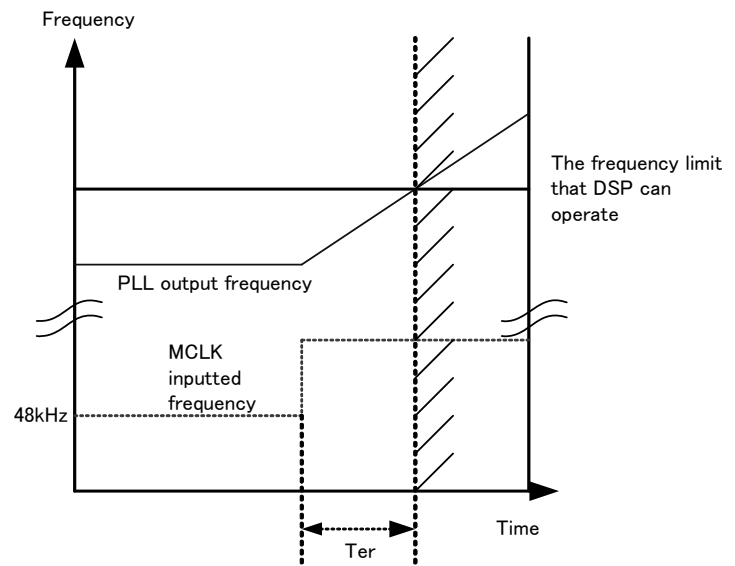 Frequency
The frequency limit
that DSP can
operate
PLL output frequency
MCLK
inputted
frequency
48kHz
Time
Ter